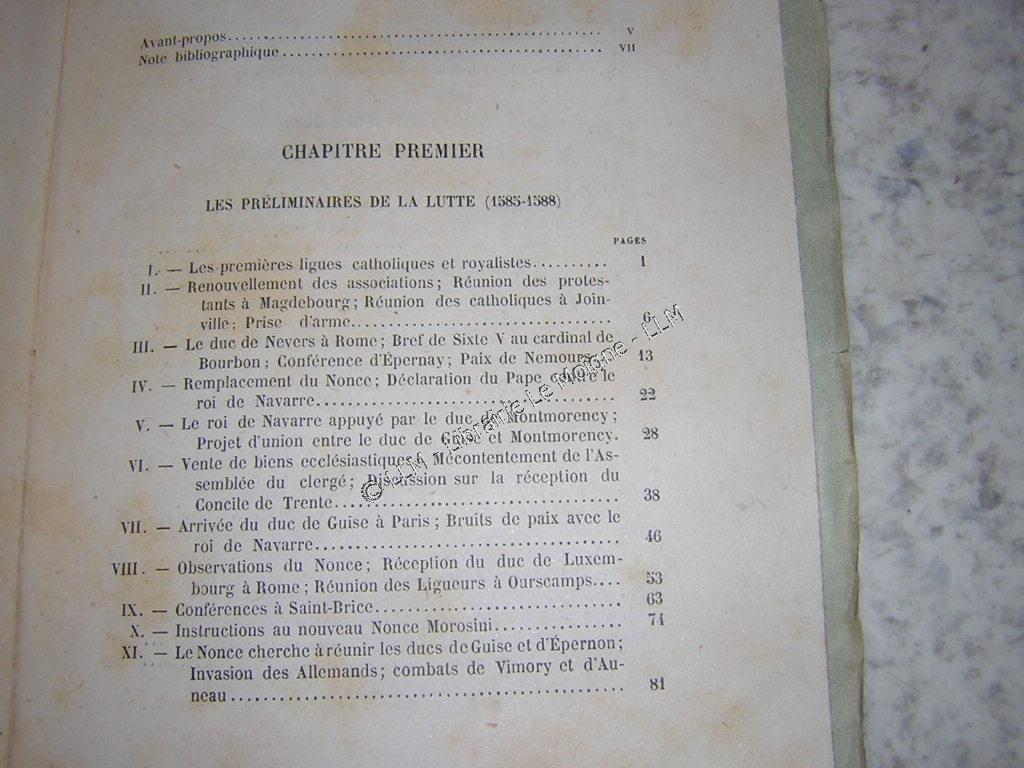 Avant-propos........ V
Note bibliographique........ VII
CHAPITRE PREMIER
LES PRÉLIMINAIRES DE LA LUTTE (1585-1588)
PAGES
I. — Les premières ligues catholiques et royalistes.......... 1
II. — Renouvellement des associations; Réunion des protes-
tants à Magdebourg; Réunion des catholiques à Join-
ville; Prise d'arme........ 6
III. — Le duc de Nevers à Rome; Bref de Sixte V au cardinal de
Bourbon; Conférence d'Épernay; Paix de Nemours... 13
IV. — Remplacement du Nonce; Déclaration du Pape contre le
roi de Navarre........ 22
V. — Le roi de Navarre appuyé par le duc de Montmorency;
Projet d'union entre le duc de Guise et Montmorency. 28
VI. — Vente de biens ecclésiastiques; Mécontentement de l'As-
semblée du clergé; Discussion sur la réception du
Concile de Trente........ 38
VII. — Arrivée du duc de Guise à Paris; Bruits de paix avec le
roi de Navarre........ 46
VIII. — Observations du Nonce; Réception du duc de Luxem-
bourg à Rome; Réunion des Ligueurs à Ourscamps.... 53
IX. — Conférences à Saint-Brice........ 63
X. — Instructions au nouveau Nonce Morosini........ 74
XI. — Le Nonce cherche à réunir les ducs de Guise et d'Épernon;
Invasion des Allemands; combats de Vimory et d'Au-
neau........ 81
© LLM - Librairie Le Moine - LLM